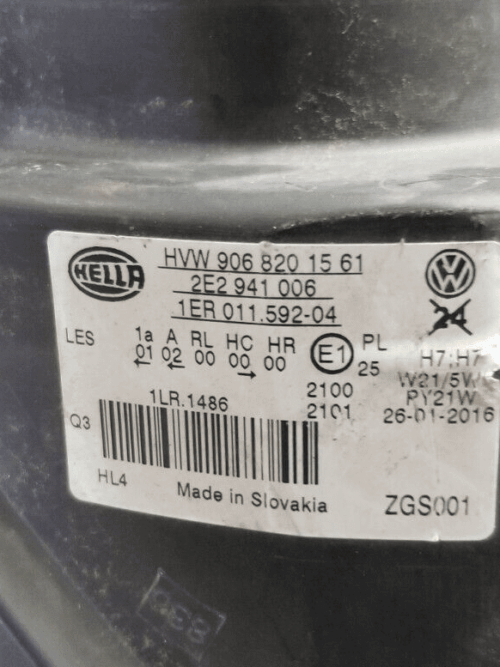 HELLA
HVW 906 820 15 61
2E2 941 006
1ER 011.592-04
24
LES
1a A RL HC HR
01 02 00 00 00
E1
PL
25
H7;H7
W21/5W
PY21W
2100
2101
26-01-2016
1LR.1486
Q3
HL4
Made in Slovakia
ZGS001